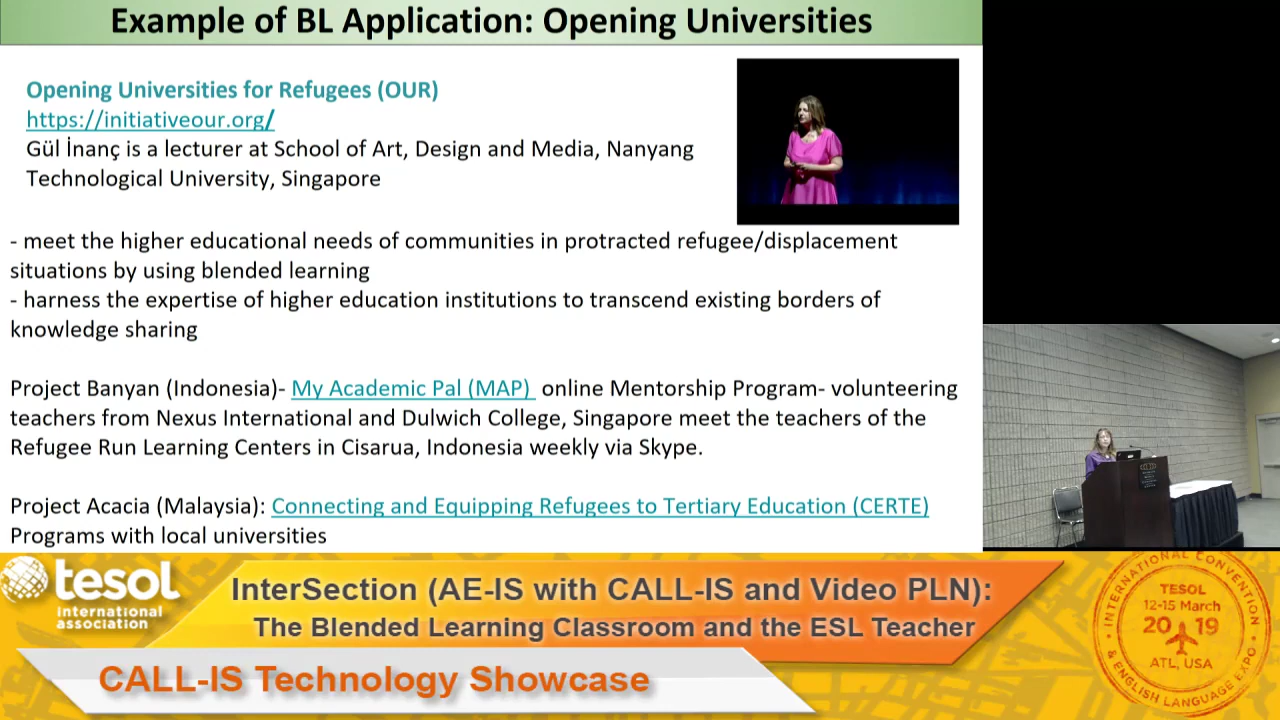 Example of BL Application: Opening Universities
Opening Universities for Refugees (OUR)
https://initiativeour.org/
Gül İnanç is a lecturer at School of Art, Design and Media, Nanyang
Technological University, Singapore
- meet the higher educational needs of communities in protracted refugee/displacement
situations by using blended learning
- harness the expertise of higher education institutions to transcend existing borders of
knowledge sharing
Project Banyan (Indonesia)- My Academic Pal (MAP) online Mentorship Program- volunteering
teachers from Nexus International and Dulwich College, Singapore meet the teachers of the
Refugee Run Learning Centers in Cisarua, Indonesia weekly via Skype.
Project Acacia (Malaysia): Connecting and Equipping Refugees to Tertiary Education (CERTE)
Programs with local universities
tesol
international
association
InterSection (AE-IS with CALL-IS and Video PLN):
The Blended Learning Classroom and the ESL Teacher
CALL-IS Technology Showcase
INTERNATIONAL CONVENTION
TESOL
12-15 March
20 19
ATL, USA
& ENGLISH LANGUAGE EXPO